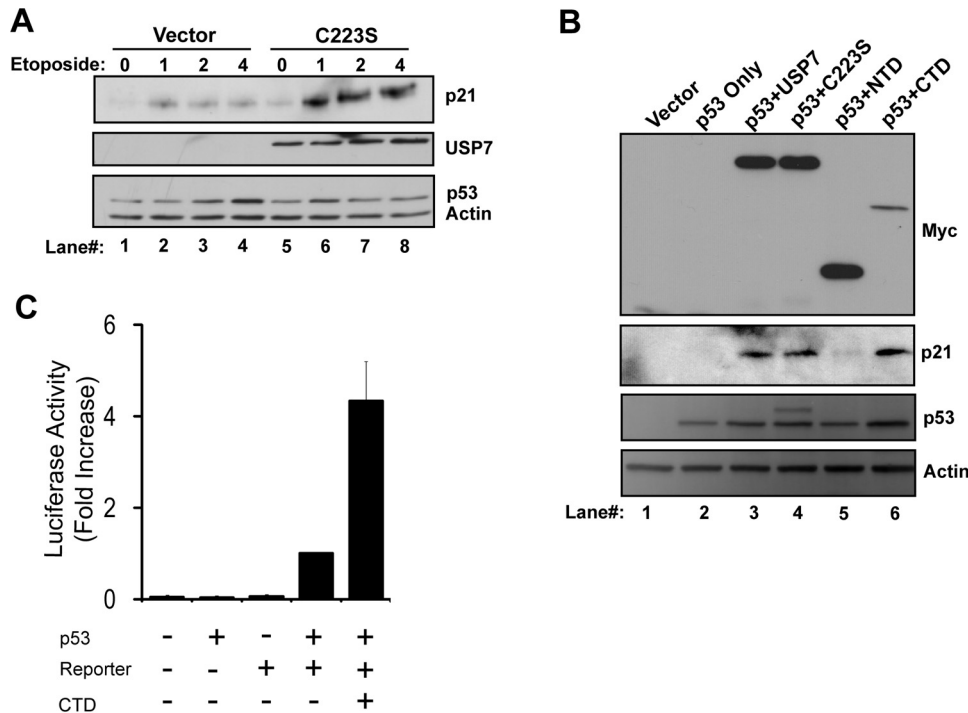 A
Vector C223S
Etoposide: 0 1 2 4 0 1 2 4
p21
USP7
p53
Actin
Lane#: 1 2 3 4 5 6 7 8
B
Vector
p53 Only
p53+USP7
p53+C223S
p53+NTD
p53+CTD
Myc
p21
p53
Actin
Lane#: 1 2 3 4 5 6
C
Luciferase Activity
(Fold Increase)
6
4
2
0
p53 - + - + +
Reporter - - + + +
CTD - - - - +